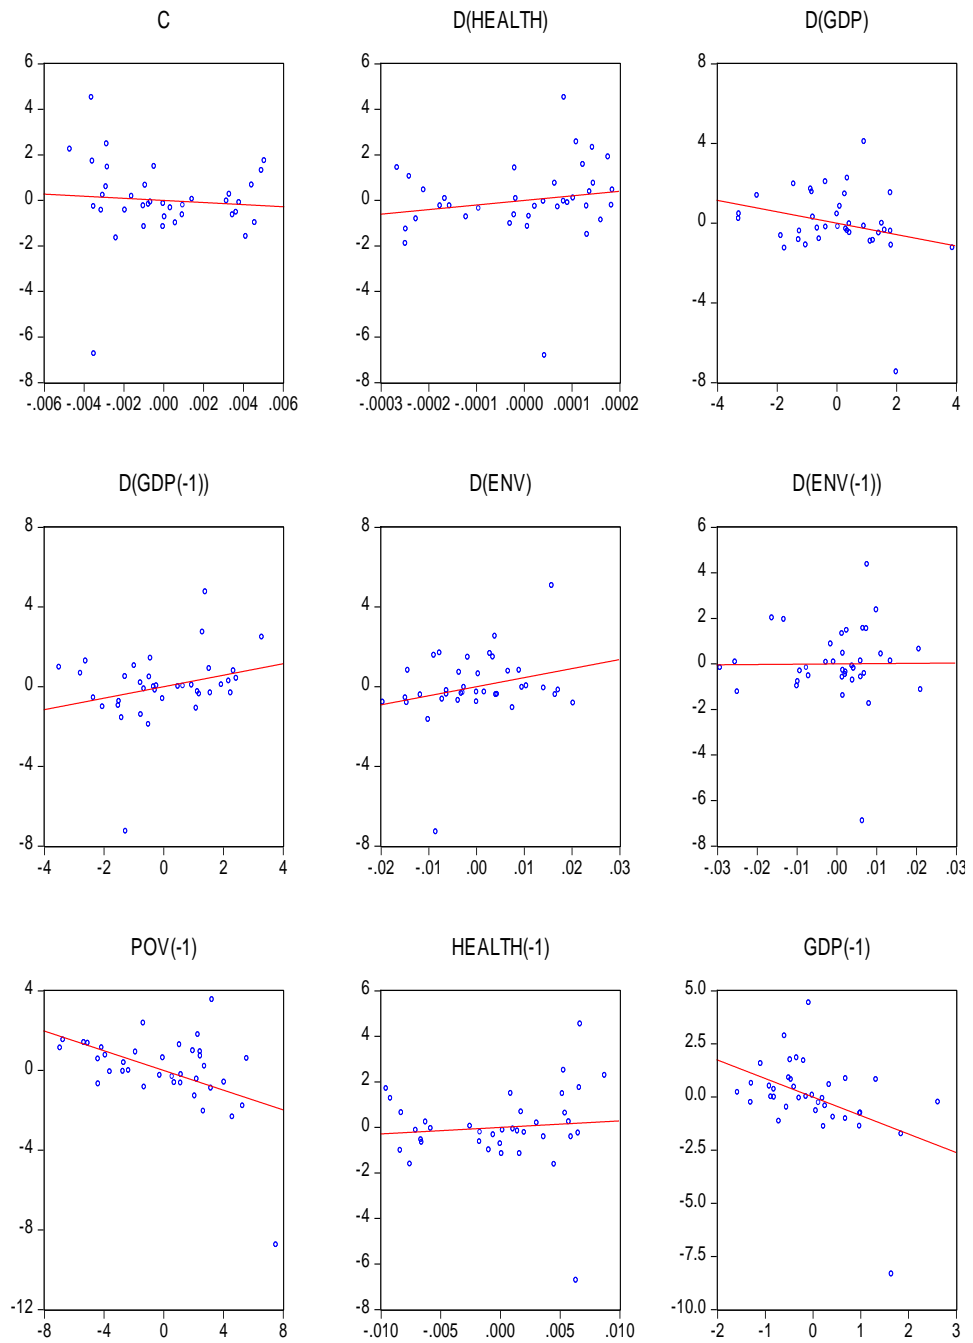 C D(HEALTH) D(GDP)
6 6 8
4 4
2 2 4
0 0 0
-2 -2
-4 -4 -4
-6 -6
-8 -8 -8
-.006 -.004 -.002 .000 .002 .004 .006 -.0003 -.0002 -.0001 .0000 .0001 .0002 -4 -2 0 2 4
D(GDP(-1)) D(ENV) D(ENV(-1))
8 8 6
4
4 4 2
0 0 0
-2
-4 -4 -4
-6
-8 -8 -8
-4 -2 0 2 4 -.02 -.01 .00 .01 .02 .03 -.03 -.02 -.01 .00 .01 .02 .03
POV(-1) HEALTH(-1) GDP(-1)
4 6 5.0
4
2 2.5
0 0 0.0
-2
-4 -2.5
-4
-5.0
-8 -6 -7.5
-12 -8 -10.0
-8 -4 0 4 8 -.010 -.005 .000 .005 .010 -2 -1 0 1 2 3